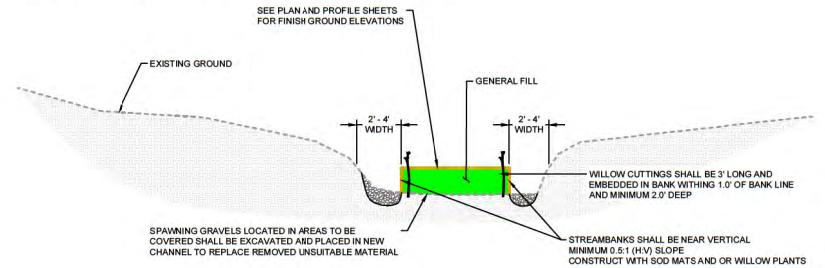 SEE PLAN AND PROFILE SHEETS
FOR FINISH GROUND ELEVATIONS
EXISTING GROUND
GENERAL FILL
2' - 4'
WIDTH
2' - 4'
WIDTH
WILLOW CUTTINGS SHALL BE 3' LONG AND
EMBEDDED IN BANK WITHING 1.0' OF BANK LINE
AND MINIMUM 2.0' DEEP
SPAWNING GRAVELS LOCATED IN AREAS TO BE
COVERED SHALL BE EXCAVATED AND PLACED IN NEW
CHANNEL TO REPLACE REMOVED UNSUITABLE MATERIAL
STREAMBANKS SHALL BE NEAR VERTICAL
MINIMUM 0.5:1 (H:V) SLOPE
CONSTRUCT WITH SOD MATS AND OR WILLOW PLANTS